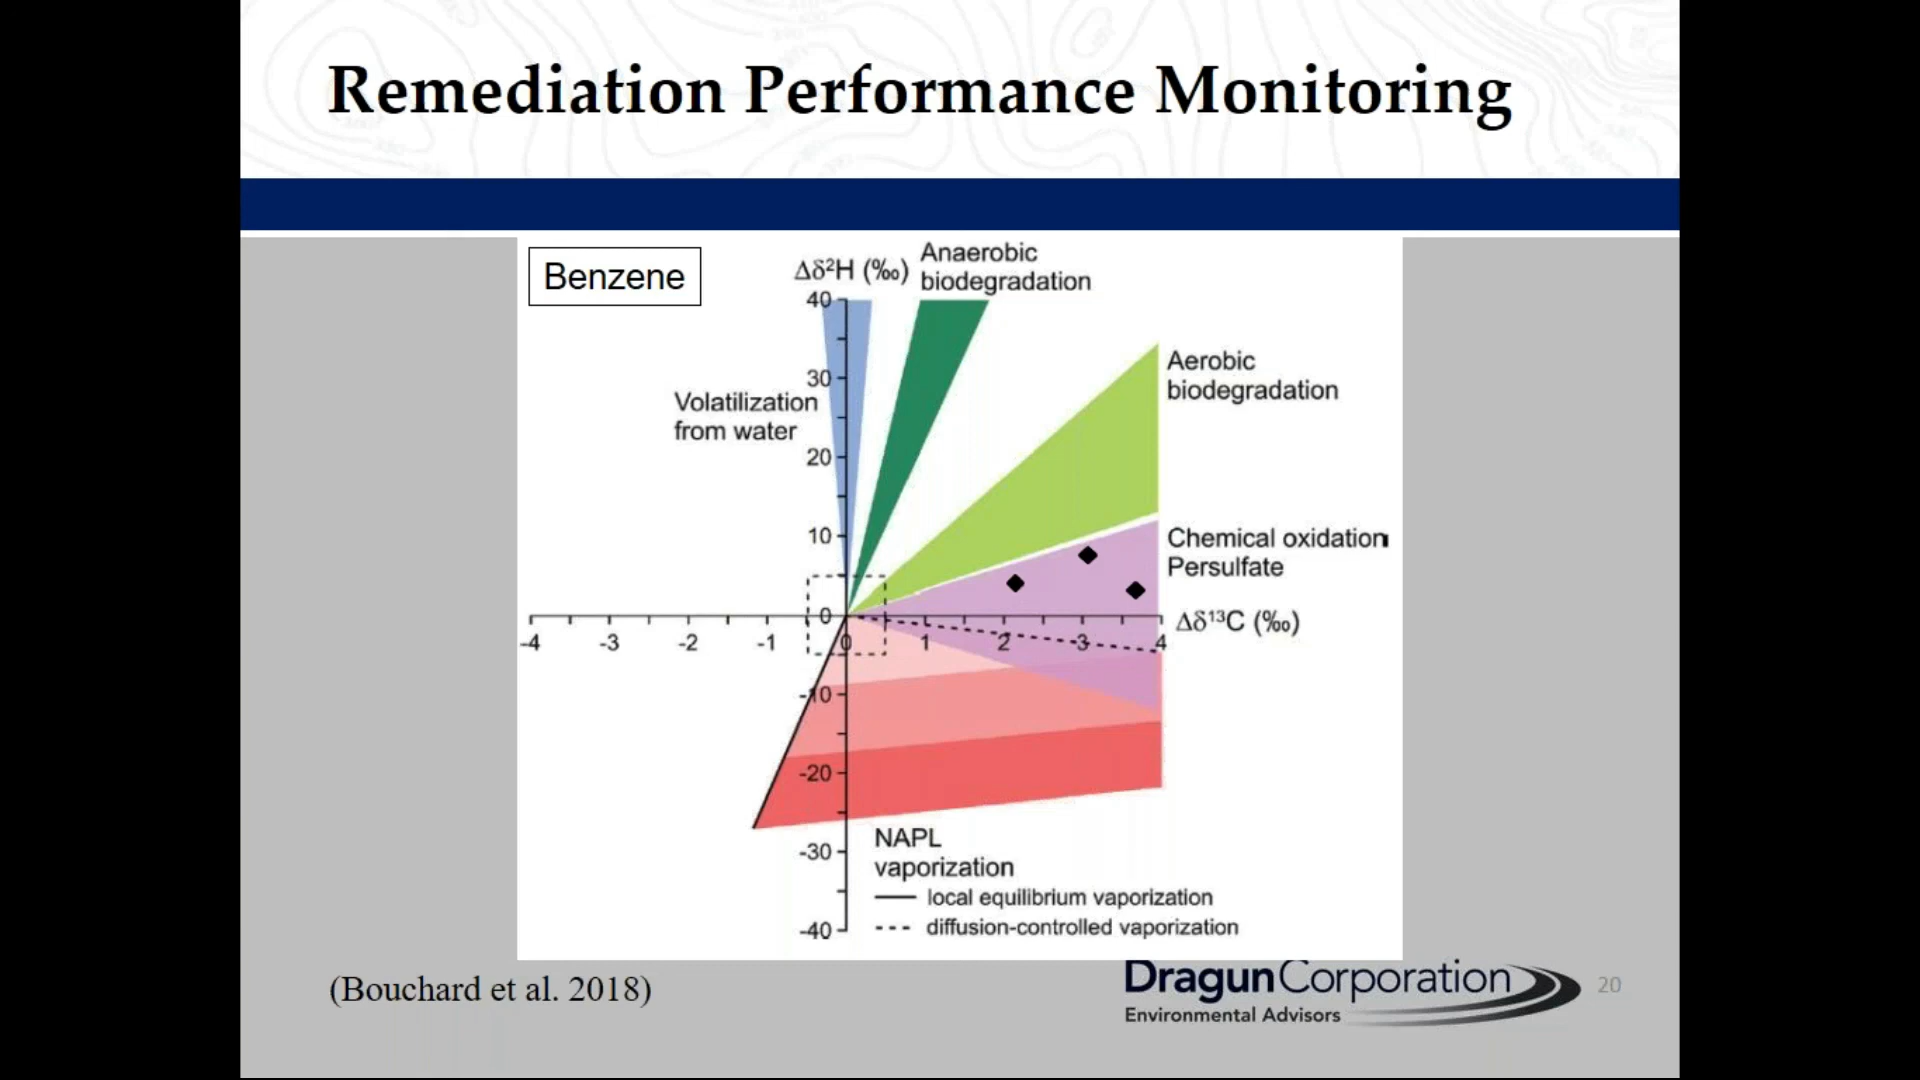 Remediation Performance Monitoring
Benzene
Δδ²H (‰)
Anaerobic
biodegradation
40
30
20
10
0
-10
-20
-30
-40
Volatilization
from water
Aerobic
biodegradation
Chemical oxidation
Persulfate
-4 -3 -2 -1 0 1 2 3 4
Δδ¹³C (‰)
NAPL
vaporization
local equilibrium vaporization
diffusion-controlled vaporization
(Bouchard et al. 2018)
DragunCorporation
Environmental Advisors
20